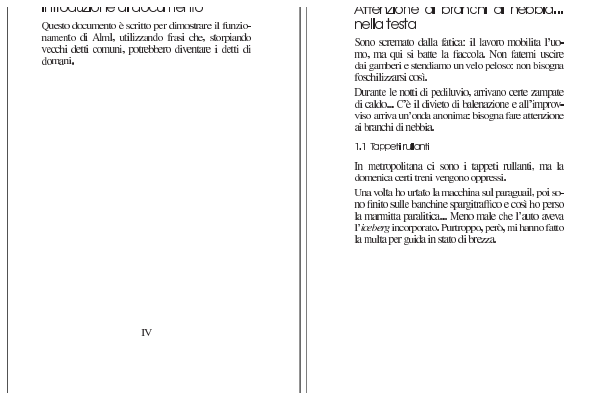 Introduzione al documento
Questo documento è scritto per dimostrare il funzio-
namento di Alml, utilizzando frasi che, storpiando
vecchi detti comuni, potrebbero diventare i detti di
domani.
IV
Attenzione ai branchi di nebbia...
nella testa
Sono scremato dalla fatica: il lavoro mobilita l'uo-
mo, ma qui si batte la fiaccola. Non fatemi uscire
dai gamberi e stendiamo un velo peloso: non bisogna
foschilizzarsi così.
Durante le notti di pediluvio, arrivano certe zampate
di caldo... C'è il divieto di balenazione e all'improv-
viso arriva un'onda anonima: bisogna fare attenzione
ai branchi di nebbia.
1.1 Tappeti rullanti
In metropolitana ci sono i tappeti rullanti, ma la
domenica certi treni vengono oppressi.
Una volta ho urtato la macchina sul paraguail, poi so-
no finito sulle banchine spargitraffico e così ho perso
la marmitta paralitica... Meno male che l'auto aveva
l'iceberg incorporato. Purtroppo, però, mi hanno fatto
la multa per guida in stato di brezza.